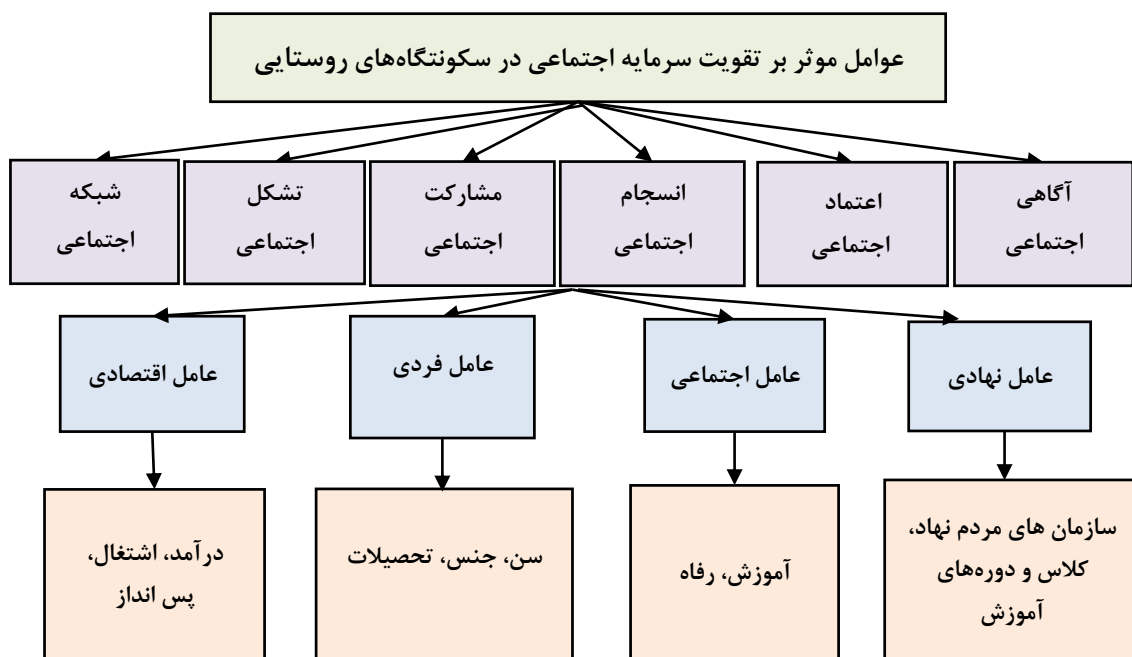 عوامل موثر بر تقویت سرمایه اجتماعی در سکونتگاه‌های روستایی
آگاهی
اجتماعی
اعتماد
اجتماعی
انسجام
اجتماعی
مشارکت
اجتماعی
تشکل
اجتماعی
شبکه
اجتماعی
عامل نهادی
عامل اجتماعی
عامل فردی
عامل اقتصادی
سازمان های مردم نهاد،
کلاس و دوره‌های
آموزش
آموزش، رفاه
سن، جنس، تحصیلات
درآمد، اشتغال،
پس انداز